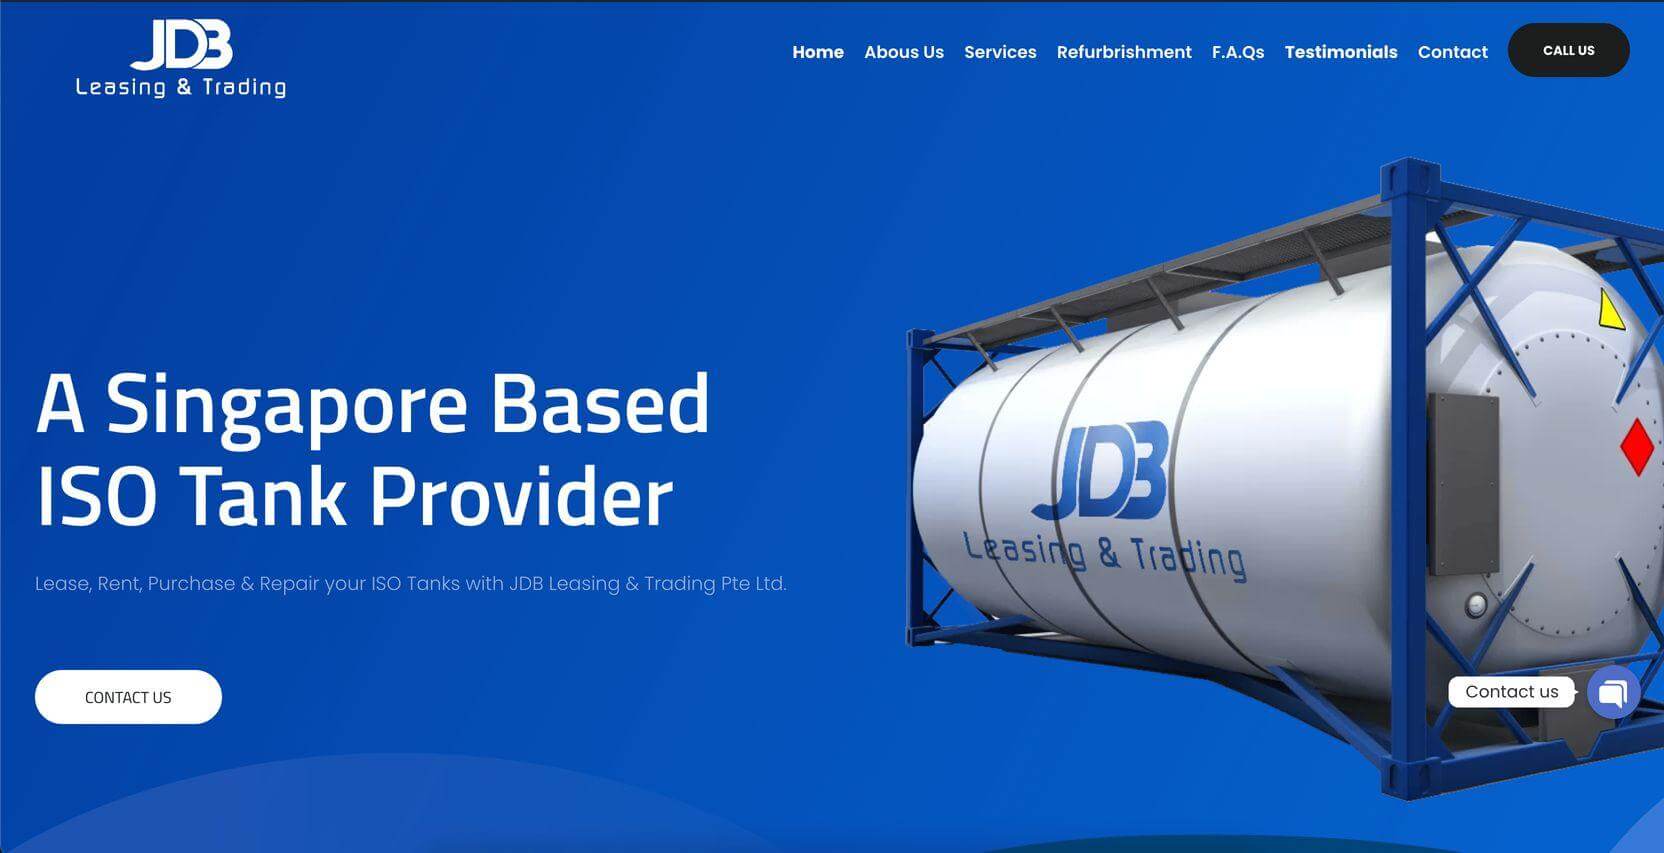 JDB
Leasing & Trading
Home Abous Us Services Refurbrishment F.A.Qs Testimonials Contact CALL US
A Singapore Based
ISO Tank Provider
Lease, Rent, Purchase & Repair your ISO Tanks with JDB Leasing & Trading Pte Ltd.
CONTACT US
JDB
Leasing & Trading
Contact us